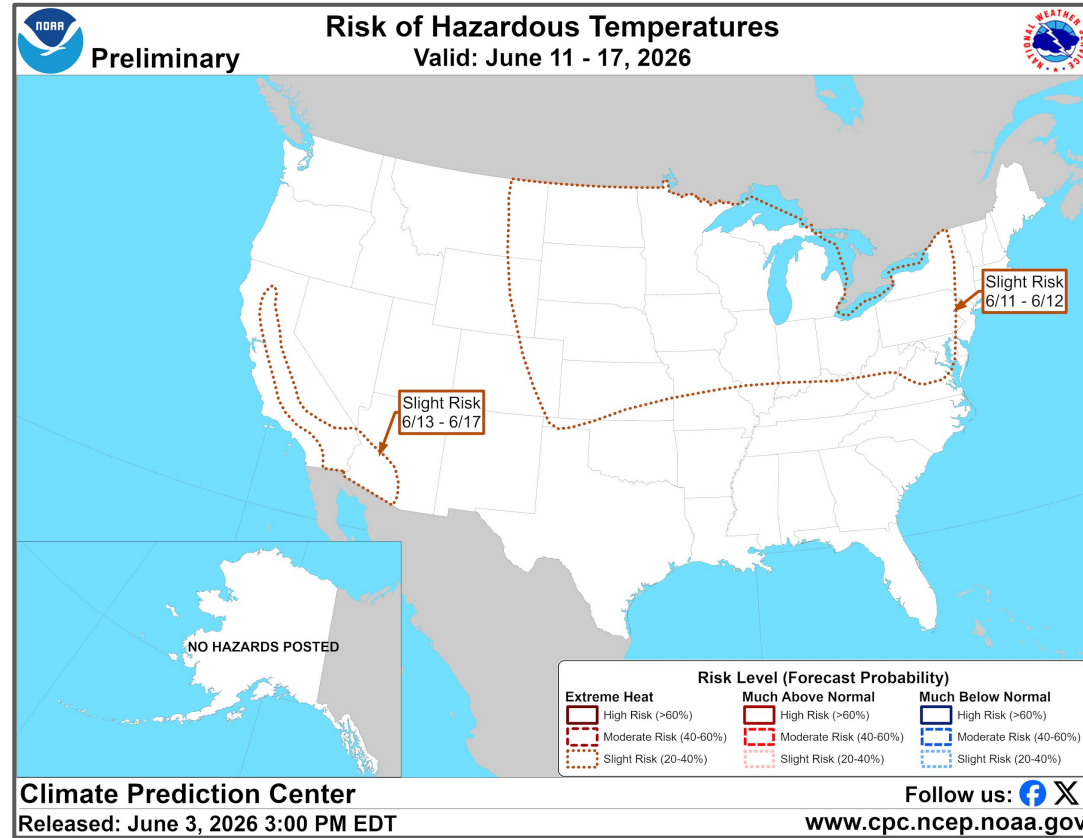 NOAA
Preliminary
Risk of Hazardous Temperatures
Valid: June 11 - 17, 2026
NATIONAL WEATHER SERVICE
Slight Risk
6/11 - 6/12
Slight Risk
6/13 - 6/17
NO HAZARDS POSTED
Risk Level (Forecast Probability)
Extreme Heat
High Risk (>60%)
Moderate Risk (40-60%)
Slight Risk (20-40%)
Much Above Normal
High Risk (>60%)
Moderate Risk (40-60%)
Slight Risk (20-40%)
Much Below Normal
High Risk (>60%)
Moderate Risk (40-60%)
Slight Risk (20-40%)
Climate Prediction Center
Follow us:
Released: June 3, 2026 3:00 PM EDT
www.cpc.ncep.noaa.gov